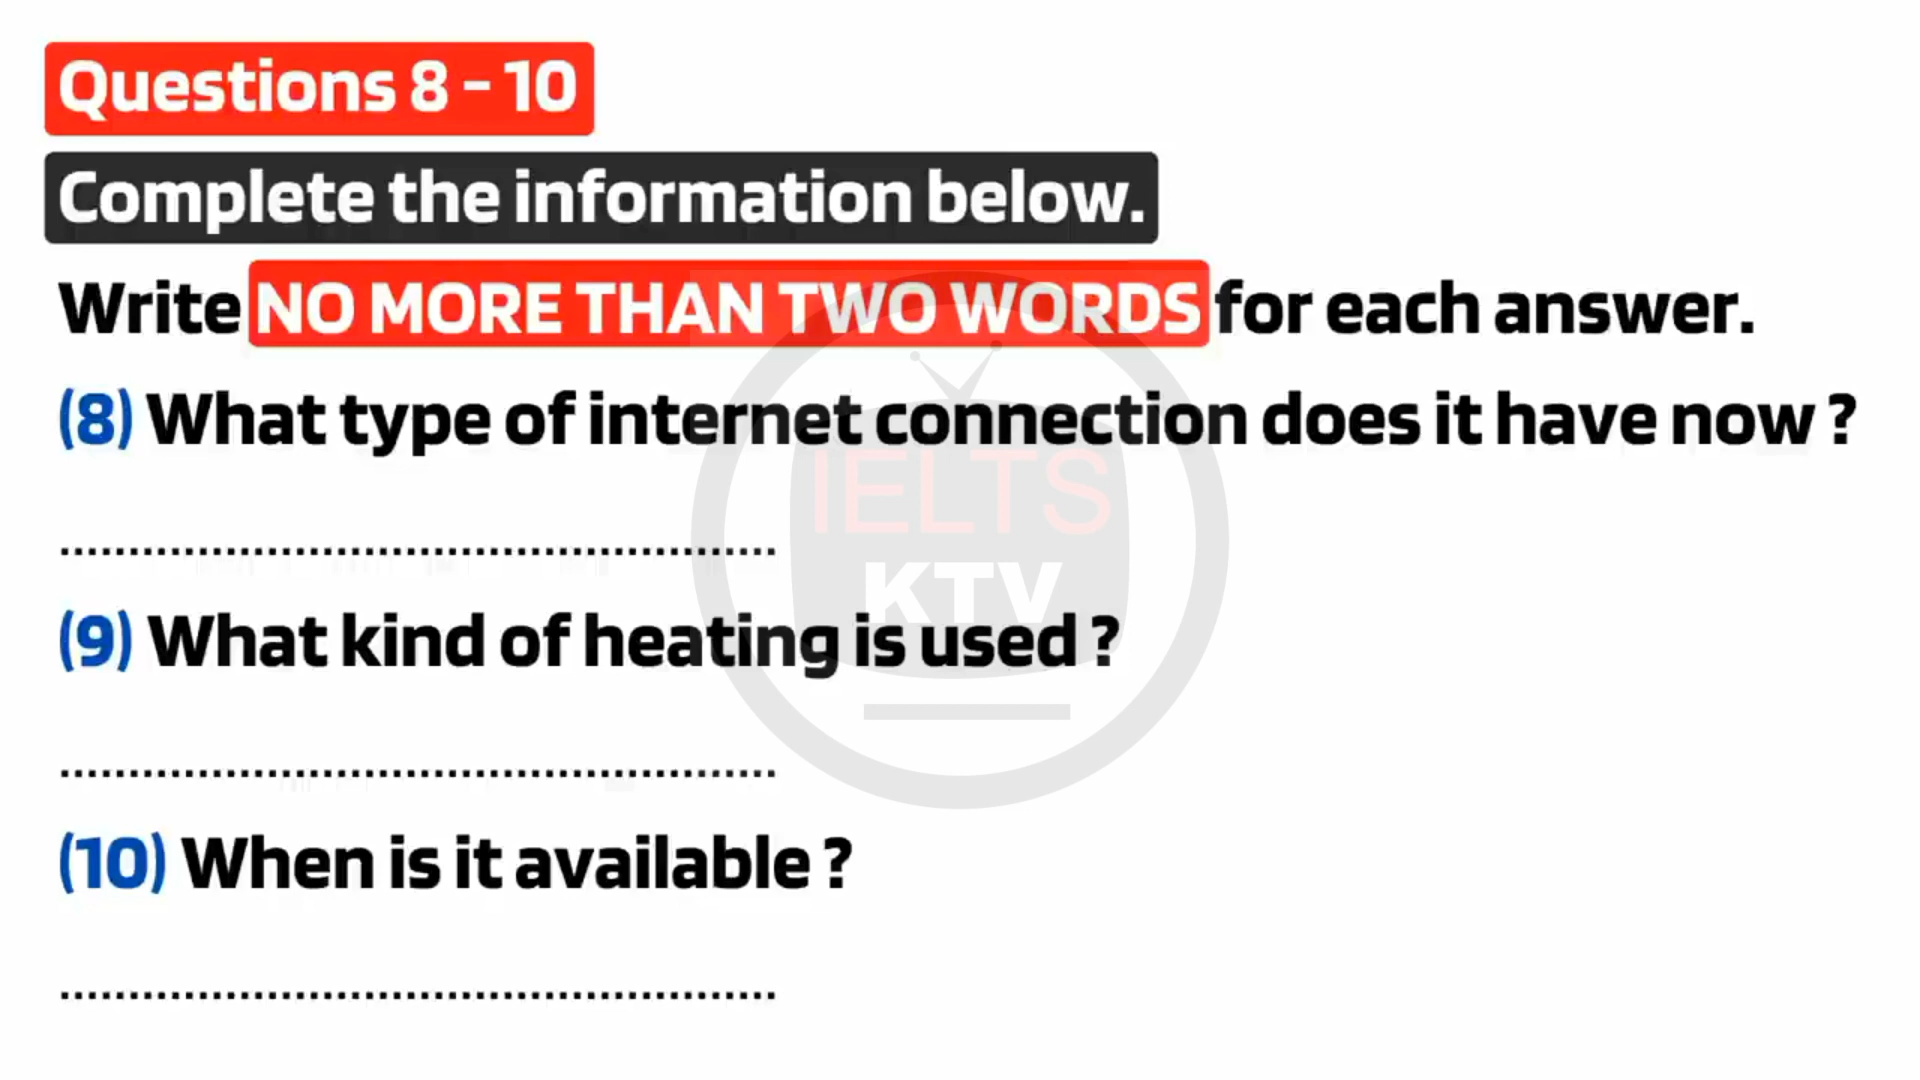 Questions 8 - 10
Complete the information below.
Write NO MORE THAN TWO WORDS for each answer.
(8) What type of internet connection does it have now ?
IELTS
.....................................................
KTV
(9) What kind of heating is used ?
.....................................................
(10) When is it available ?
.....................................................